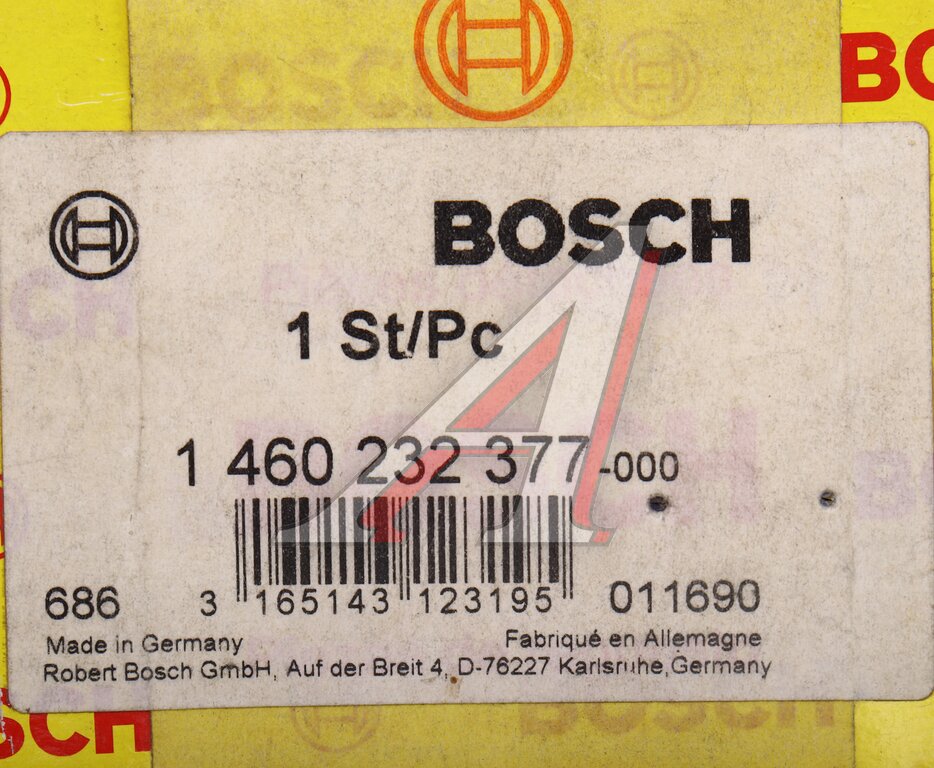 BOSCH
BOSCH
1 St/Pc
1 460 232 377-000
686
3 165143 123195
011690
Made in Germany
Fabriqué en Allemagne
Robert Bosch GmbH, Auf der Breit 4, D-76227 Karlsruhe,Germany
BOSCH